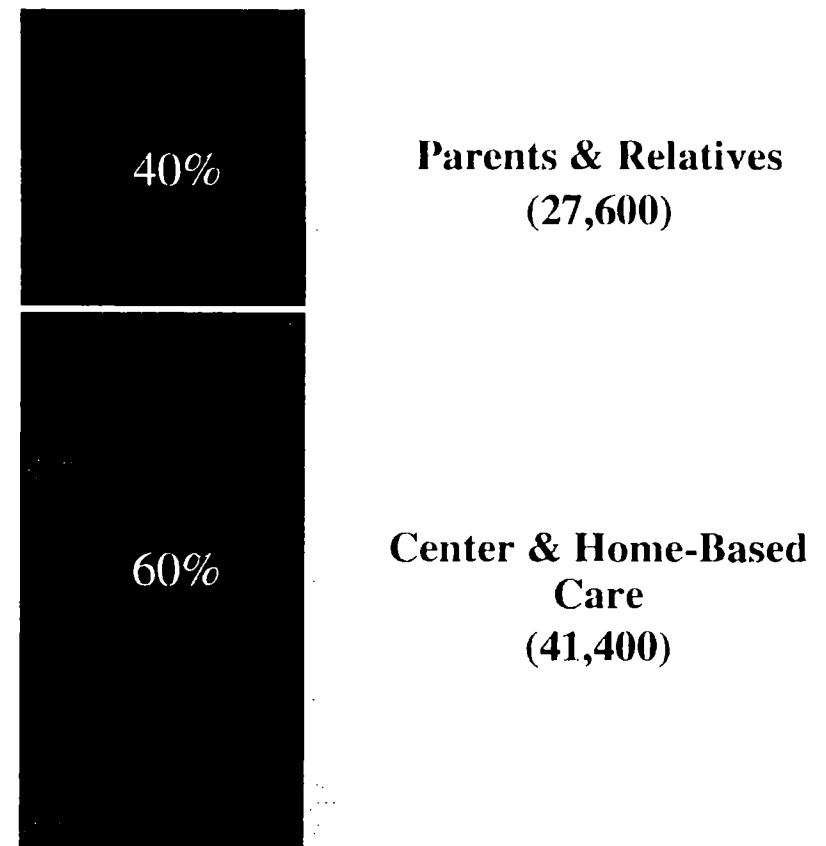 40%
Parents & Relatives
(27,600)
60%
Center & Home-Based
Care
(41,400)